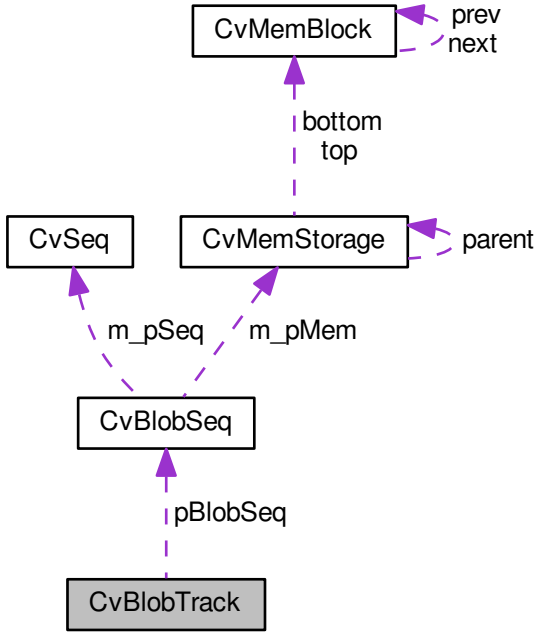 CvMemBlock
prev
next
bottom
top
CvSeq
CvMemStorage
parent
m_pSeq
m_pMem
CvBlobSeq
pBlobSeq
CvBlobTrack